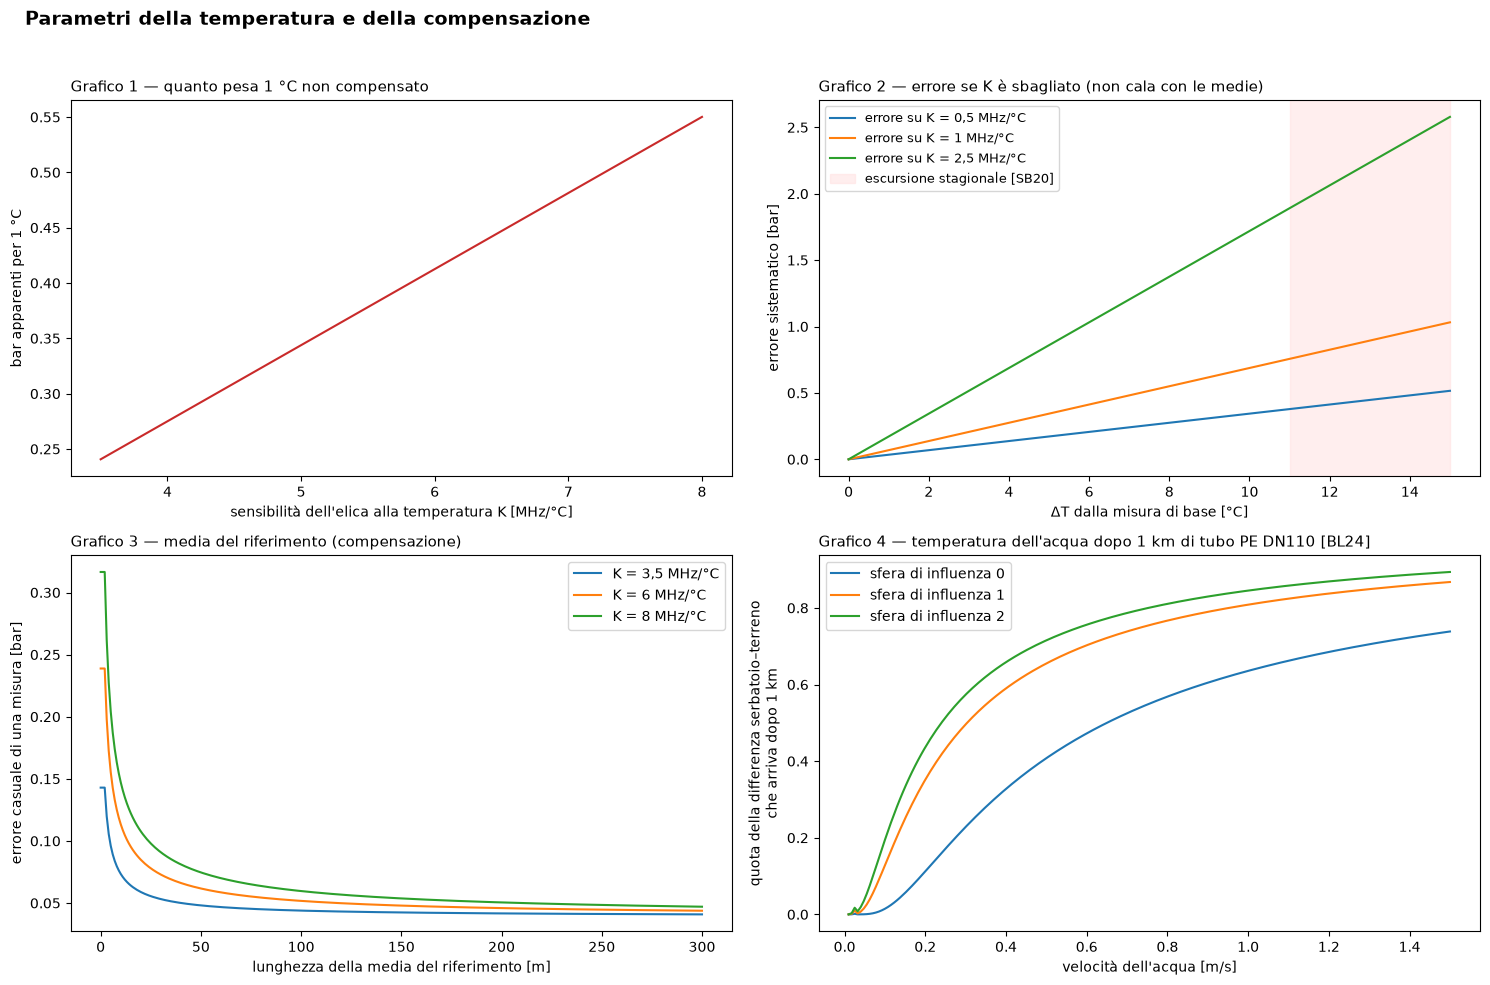 Parametri della temperatura e della compensazione
Grafico 1 — quanto pesa 1 °C non compensato
bar apparenti per 1 °C
0.55
0.50
0.45
0.40
0.35
0.30
0.25
4
5
6
7
8
sensibilità dell'elica alla temperatura K [MHz/°C]
Grafico 2 — errore se K è sbagliato (non cala con le medie)
errore su K = 0,5 MHz/°C
errore su K = 1 MHz/°C
errore su K = 2,5 MHz/°C
escursione stagionale [SB20]
errore sistematico [bar]
2.5
2.0
1.5
1.0
0.5
0.0
0
2
4
6
8
10
12
14
ΔT dalla misura di base [°C]
Grafico 3 — media del riferimento (compensazione)
K = 3,5 MHz/°C
K = 6 MHz/°C
K = 8 MHz/°C
errore casuale di una misura [bar]
0.30
0.25
0.20
0.15
0.10
0.05
0
50
100
150
200
250
300
lunghezza della media del riferimento [m]
Grafico 4 — temperatura dell'acqua dopo 1 km di tubo PE DN110 [BL24]
sfera di influenza 0
sfera di influenza 1
sfera di influenza 2
quota della differenza serbatoio–terreno
che arriva dopo 1 km
0.8
0.6
0.4
0.2
0.0
0.0
0.2
0.4
0.6
0.8
1.0
1.2
1.4
velocità dell'acqua [m/s]